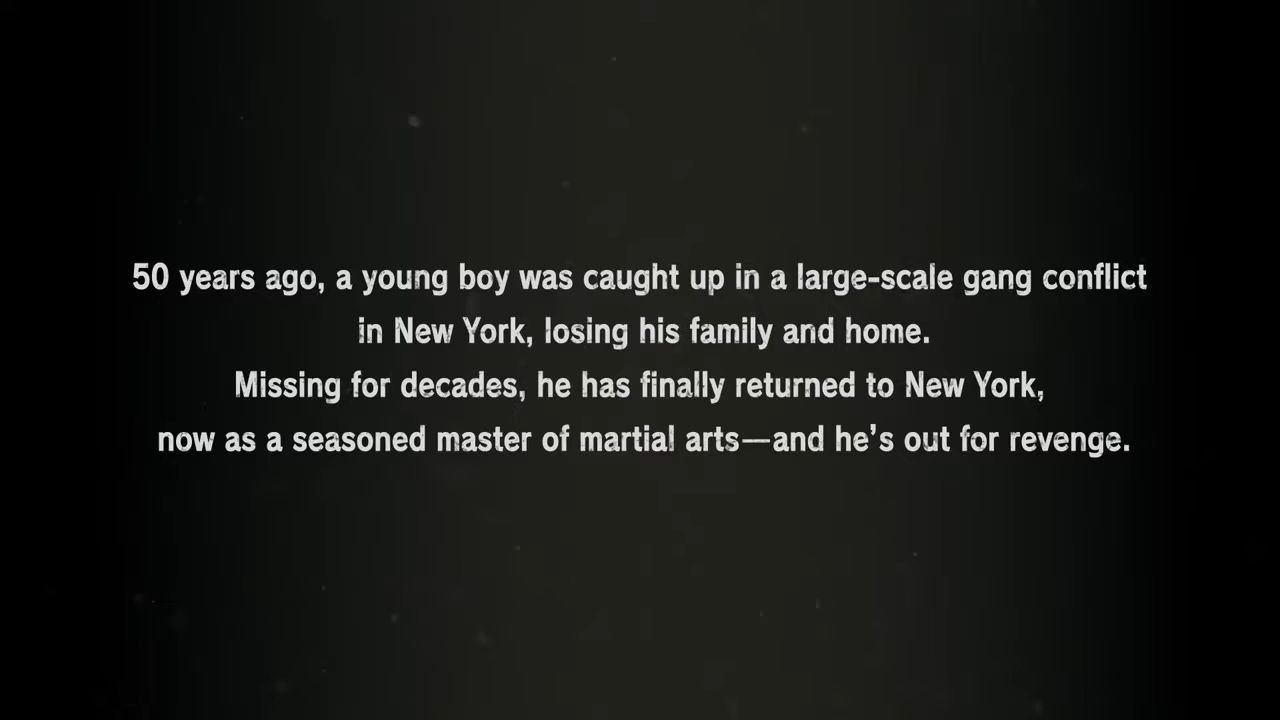 50 years ago, a young boy was caught up in a large-scale gang conflict
in New York, losing his family and home.
Missing for decades, he has finally returned to New York,
now as a seasoned master of martial arts—and he’s out for revenge.